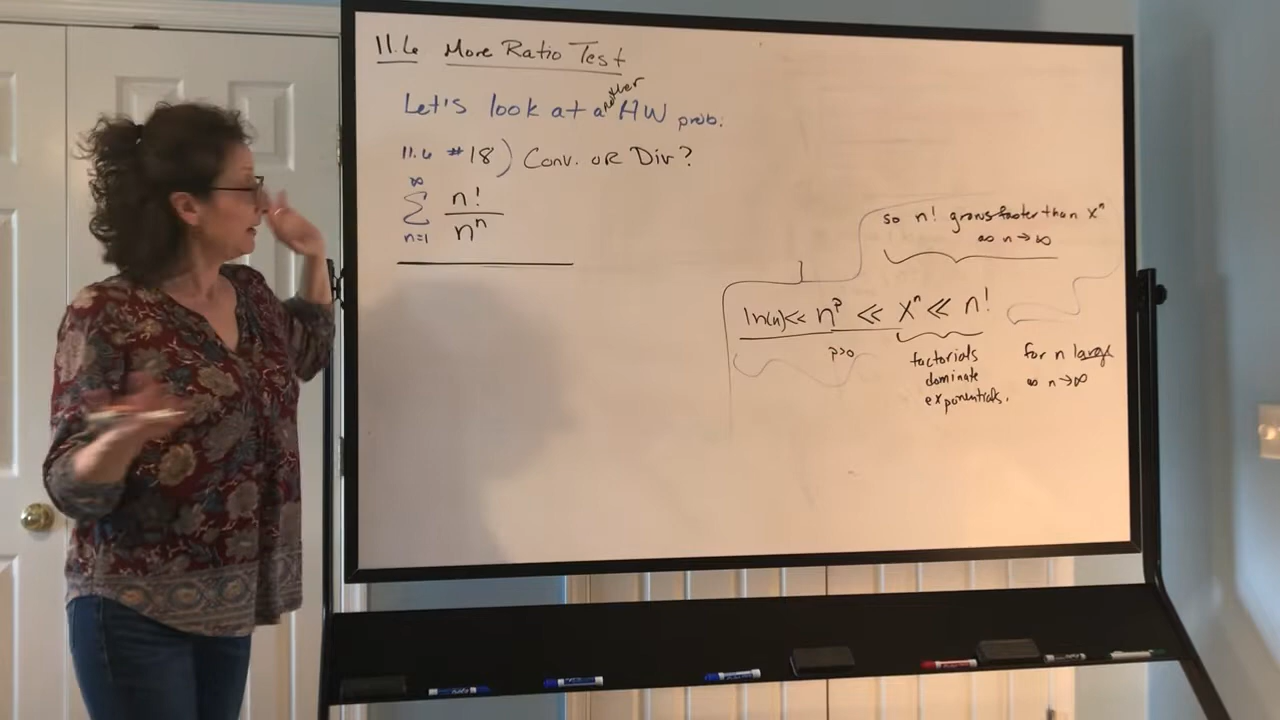 11.6 More Ratio Test
Let's look at another HW prob.
11.6 #18) Conv. OR Div?
∞
Σ n!/nⁿ
n=1
so n! grows faster than xⁿ
as n→∞
ln(n) << nᵖ << xⁿ << n!
p>0
factorials
dominate
exponentials.
for n large
as n→∞